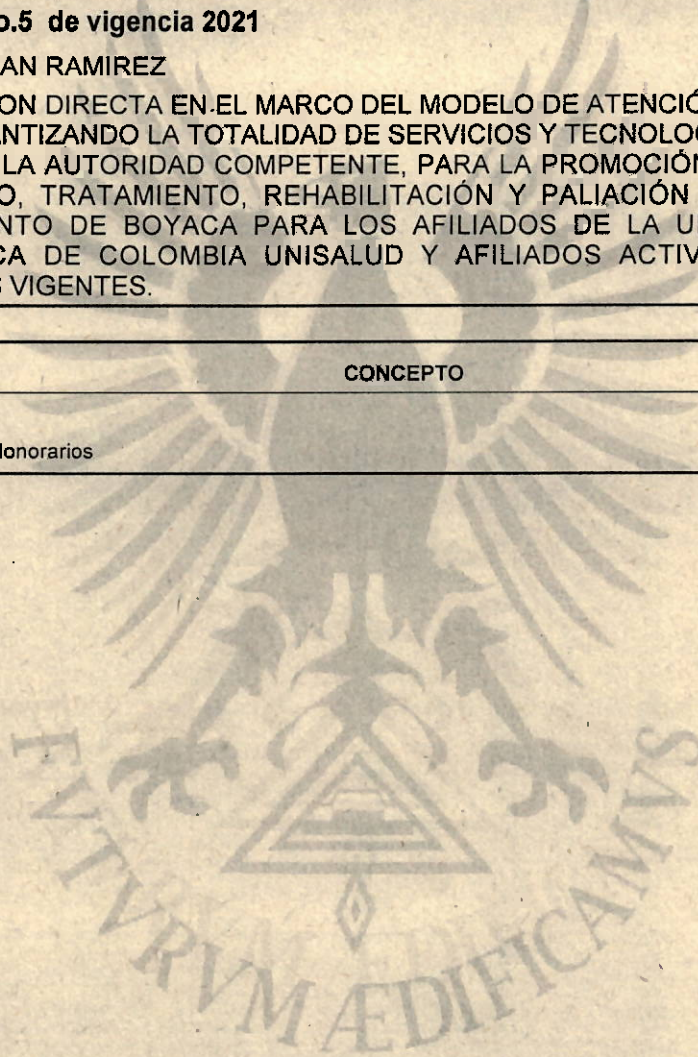 o.5 de vigencia 2021
AN RAMIREZ
ON DIRECTA EN EL MARCO DEL MODELO DE ATENCIÓ
ANTIZANDO LA TOTALIDAD DE SERVICIOS Y TECNOLOG
LA AUTORIDAD COMPETENTE, PARA LA PROMOCIÓN
O, TRATAMIENTO, REHABILITACIÓN Y PALIACIÓN
NTO DE BOYACA PARA LOS AFILIADOS DE LA U
CA DE COLOMBIA UNISALUD Y AFILIADOS ACTIV
S VIGENTES.
CONCEPTO
Honorarios
FVTVRVM ÆDIFICAMVS